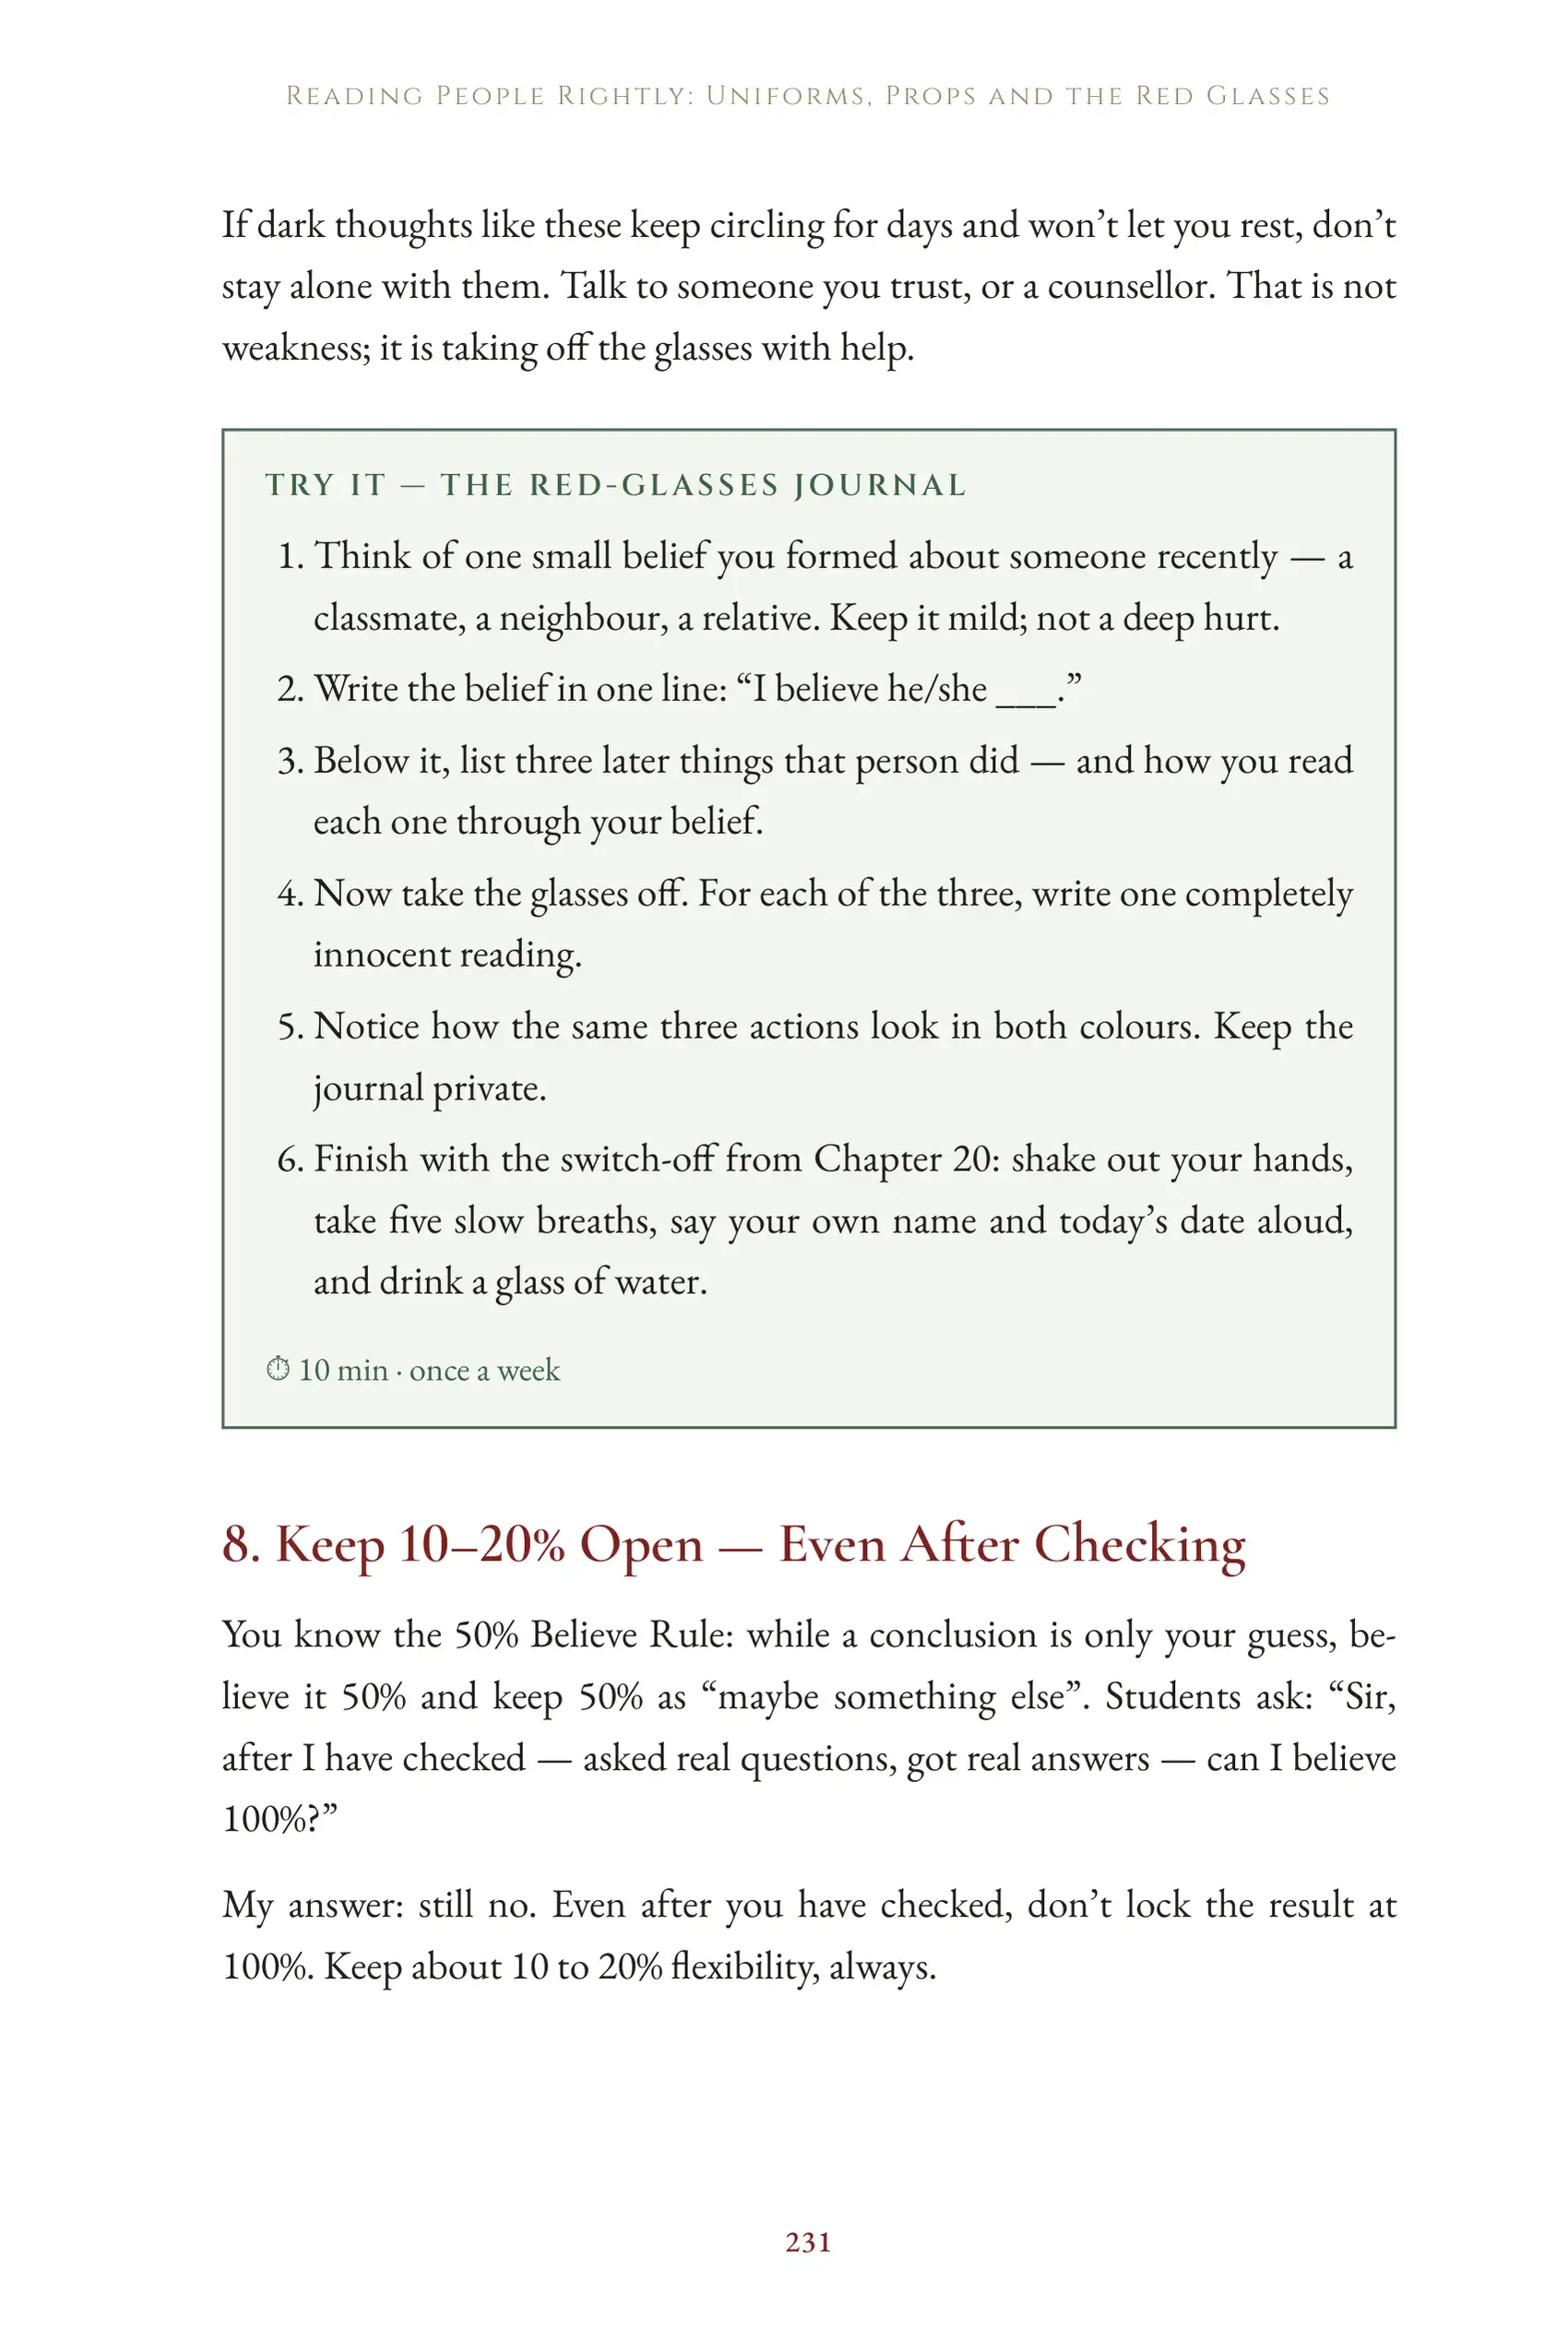 Reading People Rightly: Uniforms, Props and the Red Glasses
If dark thoughts like these keep circling for days and won’t let you rest, don’t
stay alone with them. Talk to someone you trust, or a counsellor. That is not
weakness; it is taking off the glasses with help.
TRY IT — THE RED-GLASSES JOURNAL
1. Think of one small belief you formed about someone recently — a
classmate, a neighbour, a relative. Keep it mild; not a deep hurt.
2. Write the belief in one line: “I believe he/she ___.”
3. Below it, list three later things that person did — and how you read
each one through your belief.
4. Now take the glasses off. For each of the three, write one completely
innocent reading.
5. Notice how the same three actions look in both colours. Keep the
journal private.
6. Finish with the switch-off from Chapter 20: shake out your hands,
take five slow breaths, say your own name and today’s date aloud,
and drink a glass of water.
⏱ 10 min · once a week
8. Keep 10–20% Open — Even After Checking
You know the 50% Believe Rule: while a conclusion is only your guess, be-
lieve it 50% and keep 50% as “maybe something else”. Students ask: “Sir,
after I have checked — asked real questions, got real answers — can I believe
100%?”
My answer: still no. Even after you have checked, don’t lock the result at
100%. Keep about 10 to 20% flexibility, always.
231